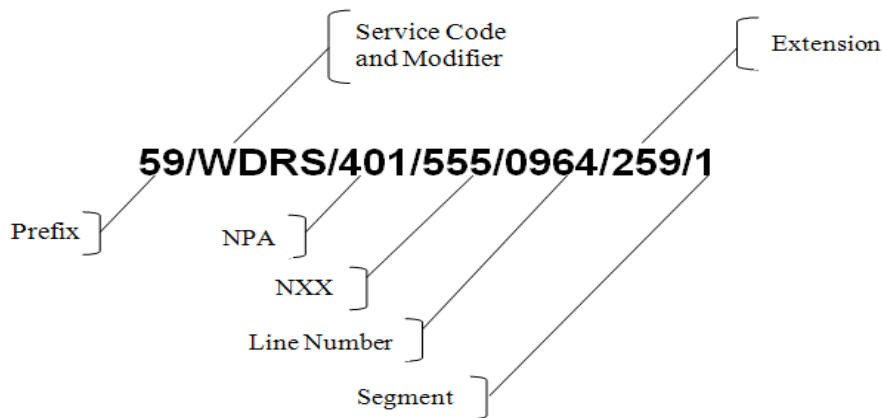 Service Code
and Modifier
Extension
59/WDRS/401/555/0964/259/1
Prefix
NPA
NXX
Line Number
Segment